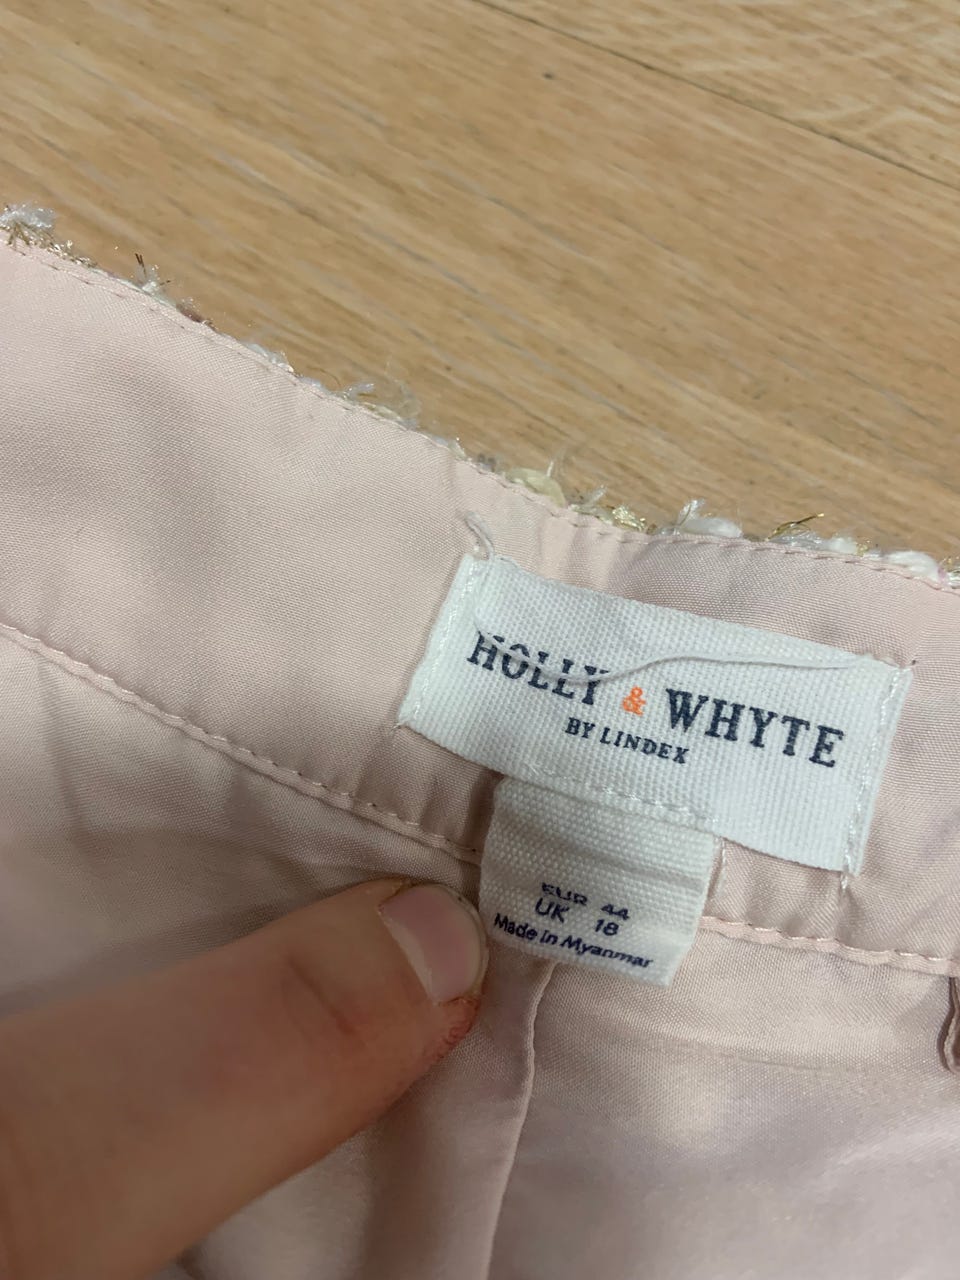 HOLLY & WHYTE
BY LINDEX
EUR 44
UK 18
Made in Myanmar